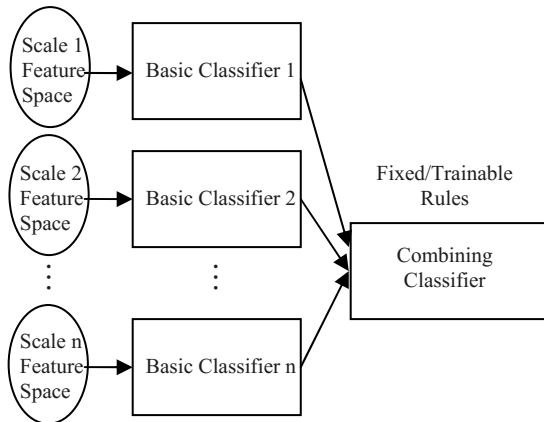 Scale 1
Feature
Space
Basic Classifier 1
Scale 2
Feature
Space
Basic Classifier 2
Fixed/Trainable
Rules
Combining
Classifier
Scale n
Feature
Space
Basic Classifier n